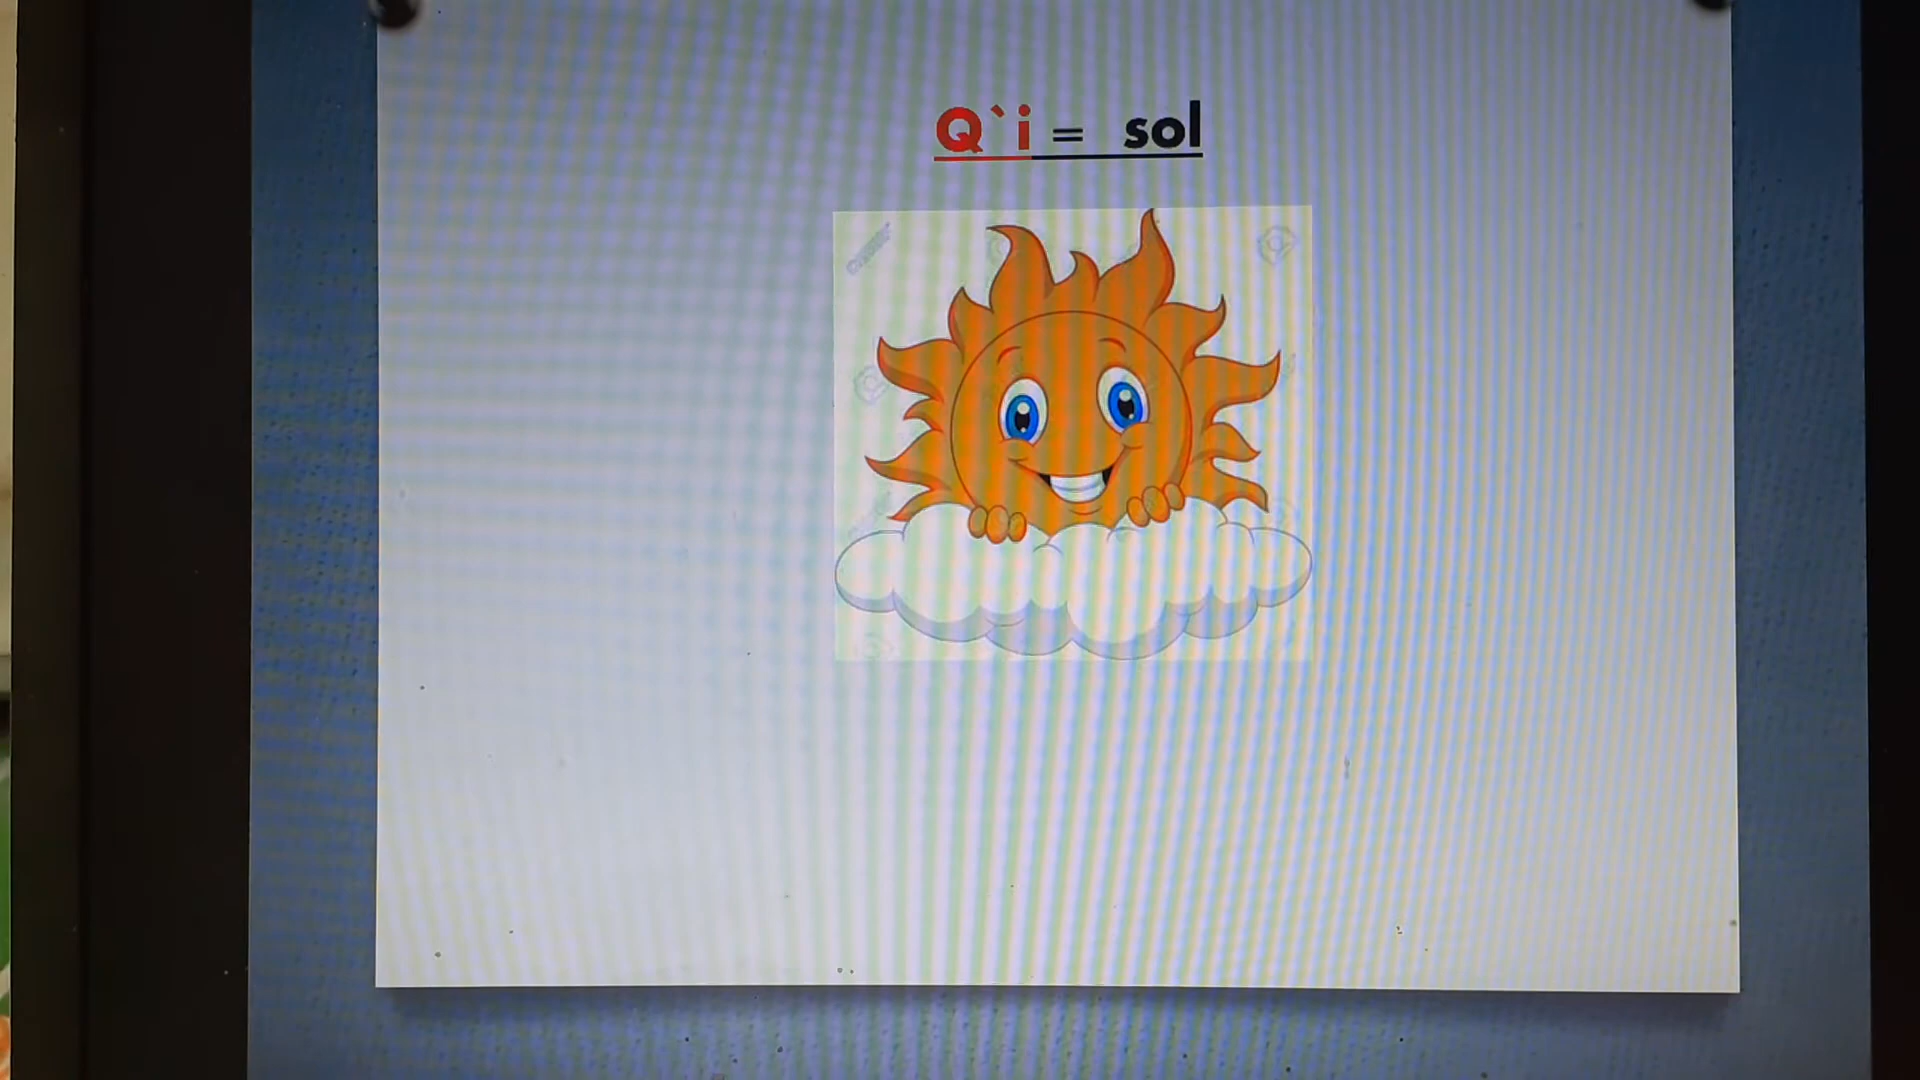 Q`i = sol